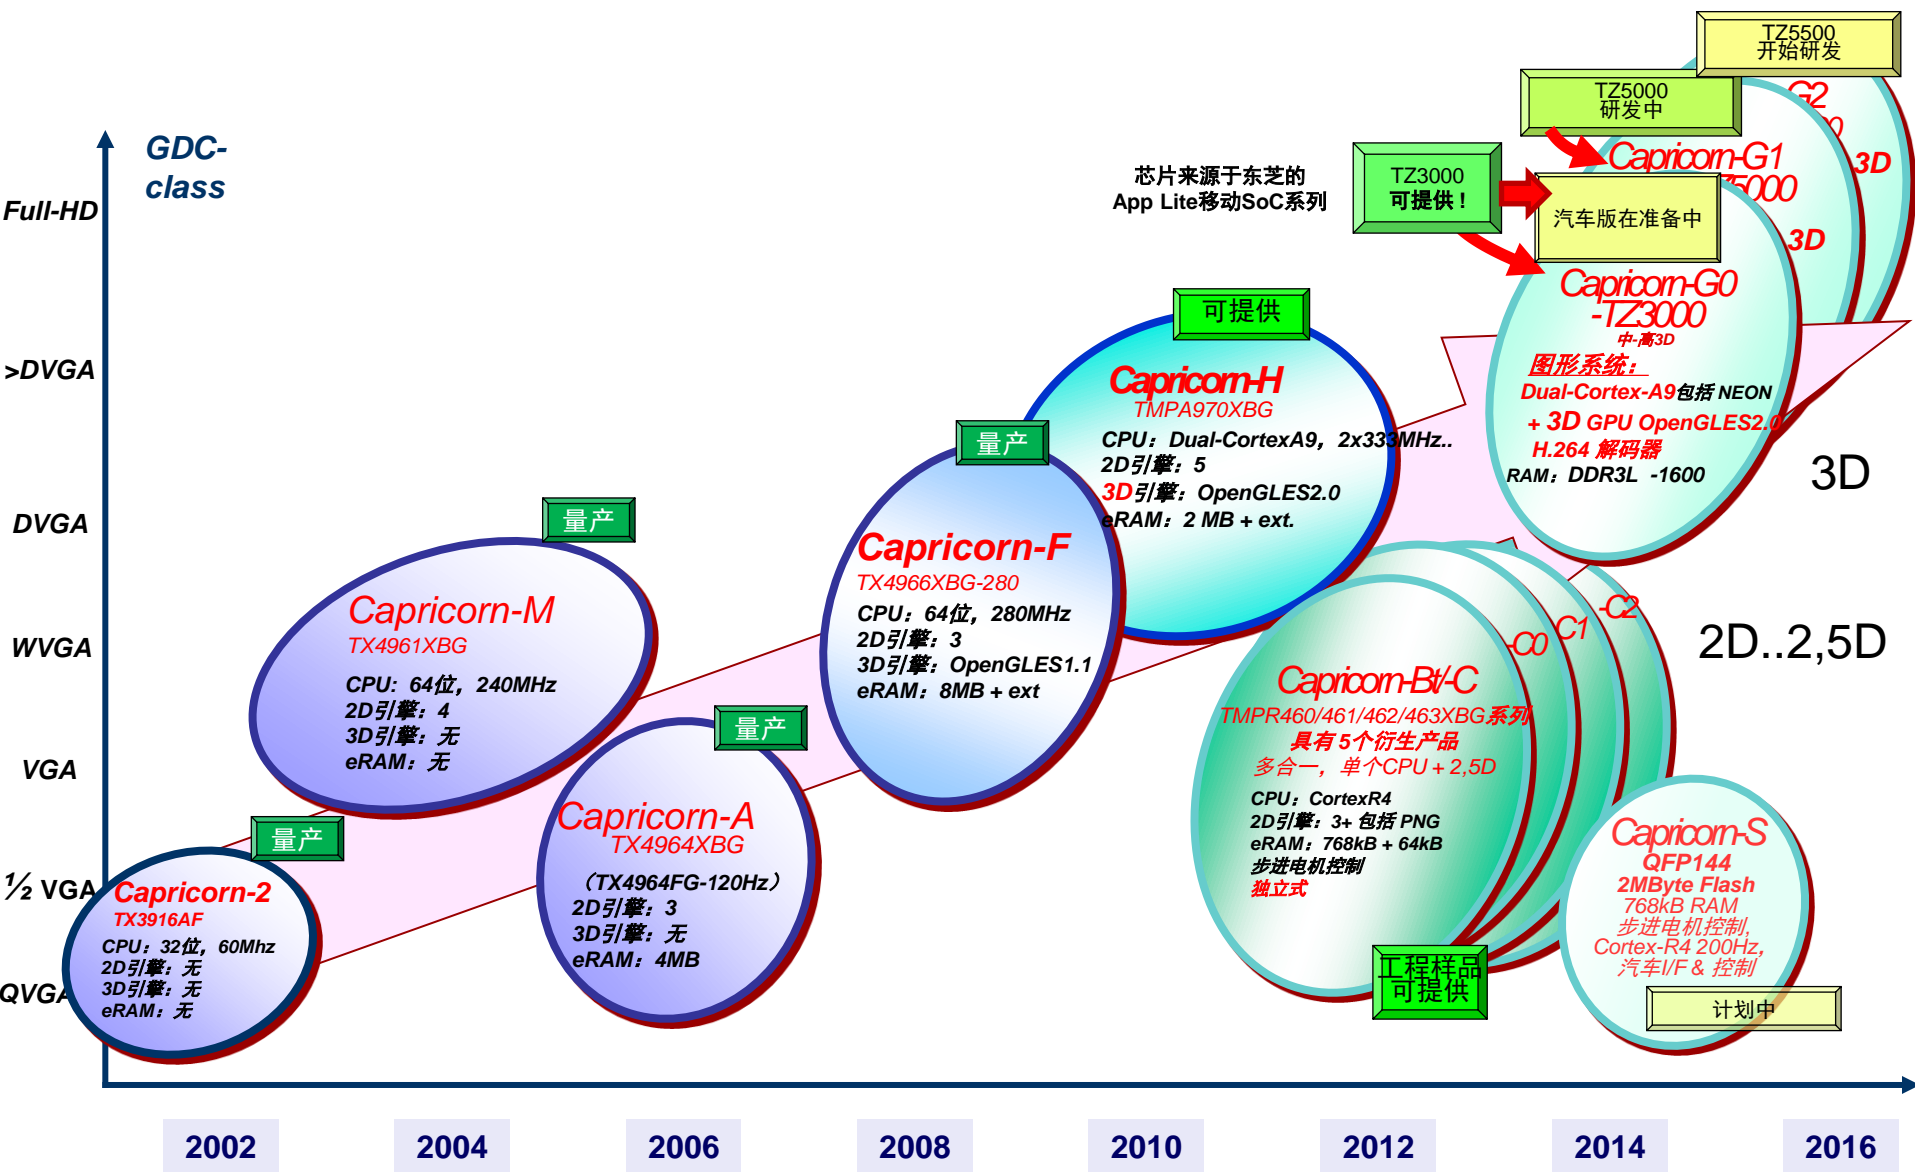 TZ5500
开始研发
TZ5000
研发中
GDC-
class
芯片来源于东芝的
App Lite移动SoC系列
TZ3000
可提供！
汽车版在准备中
G2
3D
Capricorn-G1
3D
Capricorn-G0
-TZ3000
中-高3D
图形系统：
Dual-Cortex-A9包括 NEON
+ 3D GPU OpenGLES2.0
H.264 解码器
RAM：DDR3L -1600
3D
2D..2,5D
Full-HD
>DVGA
DVGA
WVGA
VGA
½ VGA
QVGA
可提供
Capricorn-H
TMPA970XBG
CPU：Dual-CortexA9，2x333MHz..
2D引擎：5
3D引擎：OpenGLES2.0
eRAM：2 MB + ext.
量产
Capricorn-F
TX4966XBG-280
CPU：64位，280MHz
2D引擎：3
3D引擎：OpenGLES1.1
eRAM：8MB + ext
量产
Capricorn-M
TX4961XBG
CPU: 64位，240MHz
2D引擎：4
3D引擎：无
eRAM：无
量产
Capricorn-A
TX4964XBG
（TX4964FG-120Hz）
2D引擎：3
3D引擎：无
eRAM：4MB
量产
Capricorn-2
TX3916AF
CPU：32位，60Mhz
2D引擎：无
3D引擎：无
eRAM：无
-C0
C1
-C2
Capricorn-Bt/-C
TMPR460/461/462/463XBG系列
具有 5个衍生产品
多合一，单个CPU + 2,5D
CPU：CortexR4
2D引擎：3+ 包括 PNG
eRAM：768kB + 64kB
步进电机控制
独立式
工程样品
可提供
Capricorn-S
QFP144
2MByte Flash
768kB RAM
步进电机控制,
Cortex-R4 200Hz，
汽车I/F & 控制
计划中
2002
2004
2006
2008
2010
2012
2014
2016